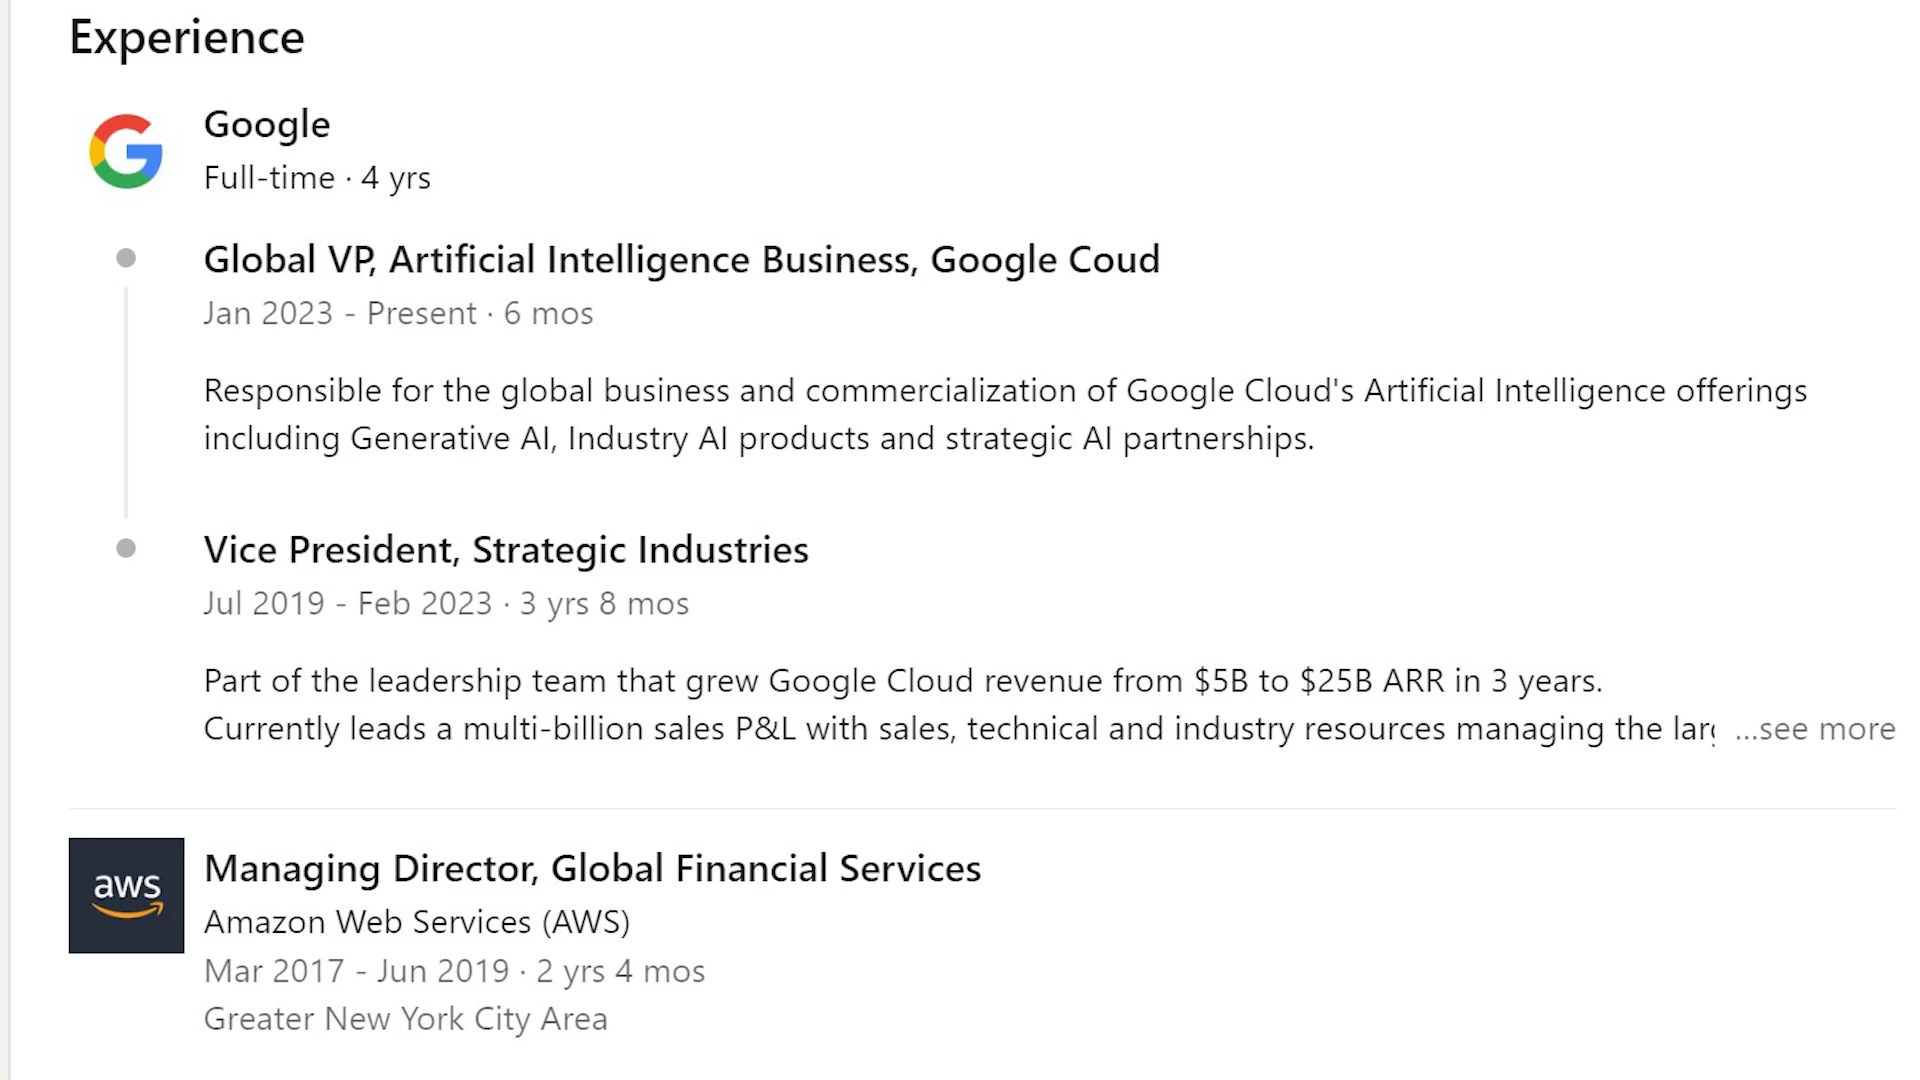 Experience
Google
Full-time · 4 yrs
Global VP, Artificial Intelligence Business, Google Coud
Jan 2023 - Present · 6 mos
Responsible for the global business and commercialization of Google Cloud's Artificial Intelligence offerings
including Generative AI, Industry AI products and strategic AI partnerships.
Vice President, Strategic Industries
Jul 2019 - Feb 2023 · 3 yrs 8 mos
Part of the leadership team that grew Google Cloud revenue from $5B to $25B ARR in 3 years.
Currently leads a multi-billion sales P&L with sales, technical and industry resources managing the ...see more
aws
Managing Director, Global Financial Services
Amazon Web Services (AWS)
Mar 2017 - Jun 2019 · 2 yrs 4 mos
Greater New York City Area